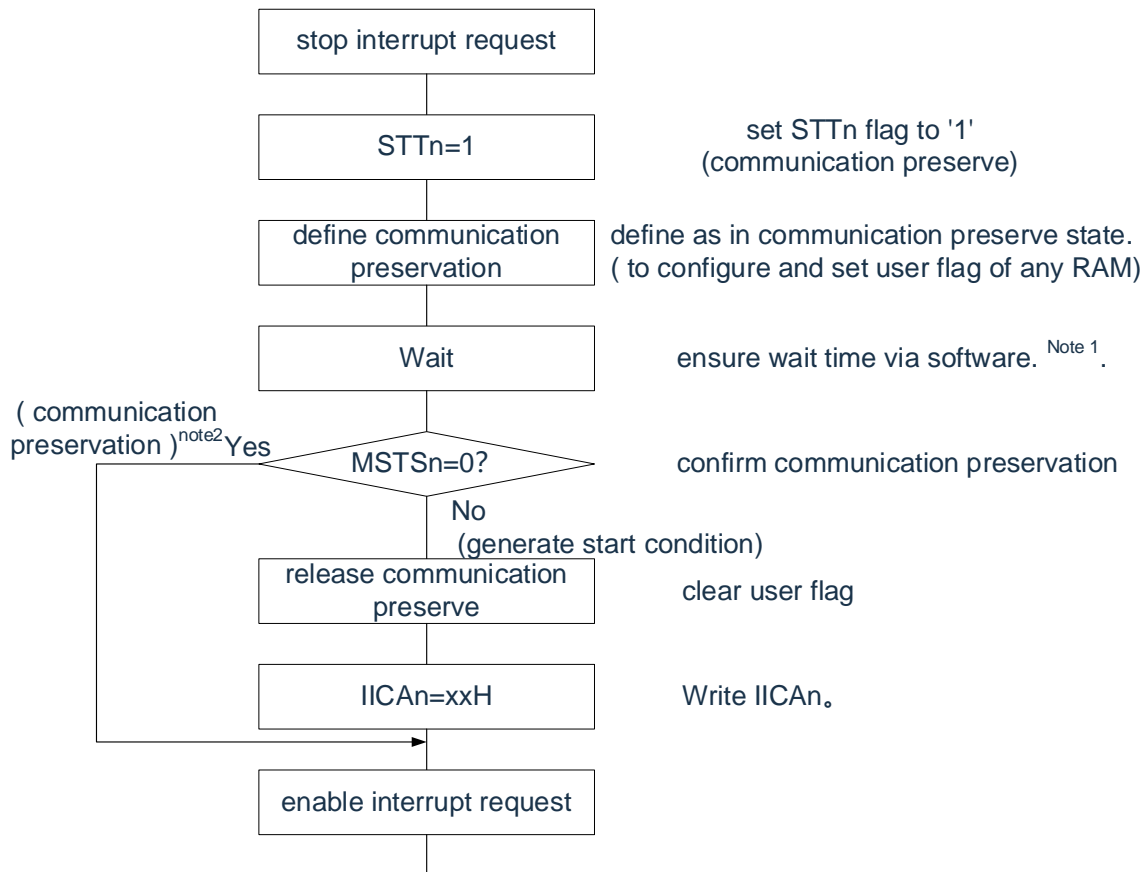 stop interrupt request
STTn=1
set STTn flag to '1'
(communication preserve)
define communication
preservation
define as in communication preserve state.
( to configure and set user flag of any RAM)
Wait
ensure wait time via software. Note 1.
( communication
preservation )note2 Yes
MSTSn=0?
confirm communication preservation
No
(generate start condition)
release communication
preserve
clear user flag
IICAn=xxH
Write IICAn。
enable interrupt request